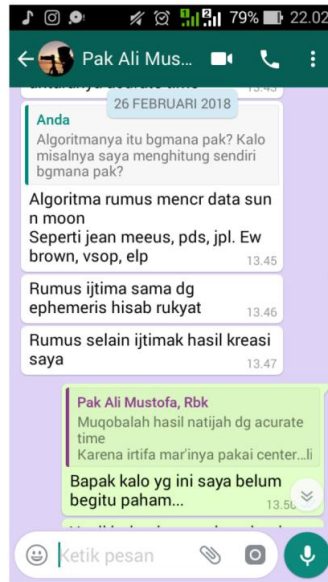 79% 22.02
Pak Ali Mus...
13.43
26 FEBRUARI 2018
Anda
Algoritmanya itu bgmana pak? Kalo
misalnya saya menghitung sendiri
bgmana pak?
Algoritma rumus mencr data sun
n moon
Seperti jean meeus, pds, jpl. Ew
brown, vsop, elp
13.45
Rumus ijtima sama dg
ephemeris hisab rukyat
13.46
Rumus selain ijtimak hasil kreasi
saya
13.47
Pak Ali Mustofa, Rbk
Muqobalah hasil natijah dg acurate
time
Karena irtifa mar'inya pakai center...li
Bapak kalo yg ini saya belum
begitu paham...
13.50
Ketik pesan